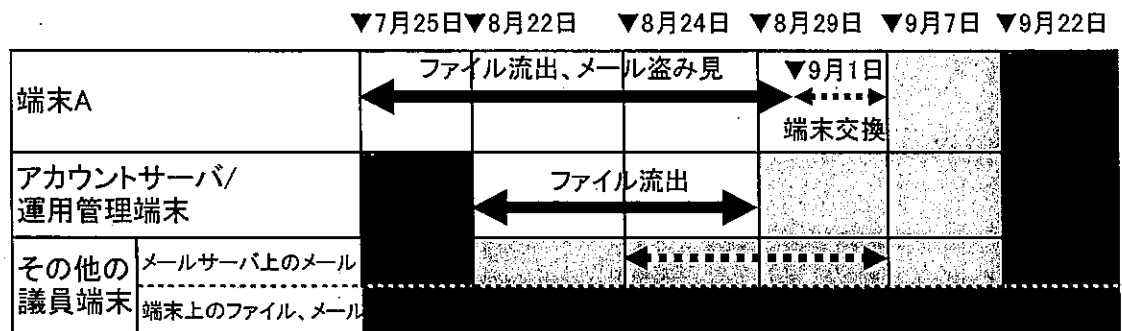 ▼7月25日▼8月22日 ▼8月24日 ▼8月29日 ▼9月7日 ▼9月22日
端末A
ファイル流出、メール盗み見
▼9月1日
端末交換
アカウントサーバ/
運用管理端末
ファイル流出
その他の
議員端末
メールサーバ上のメール
端末上のファイル、メール